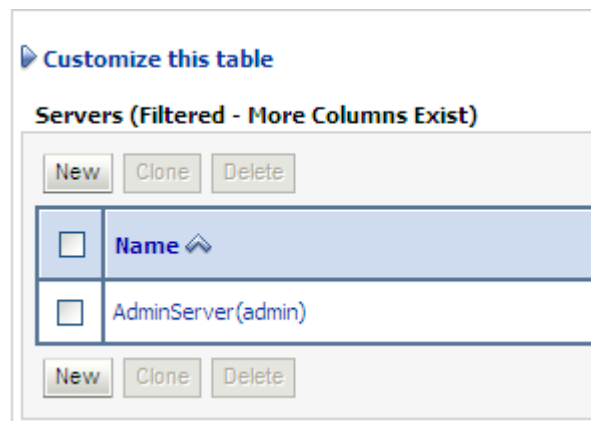 Customize this table
Servers (Filtered - More Columns Exist)
New Clone Delete
Name
AdminServer(admin)
New Clone Delete